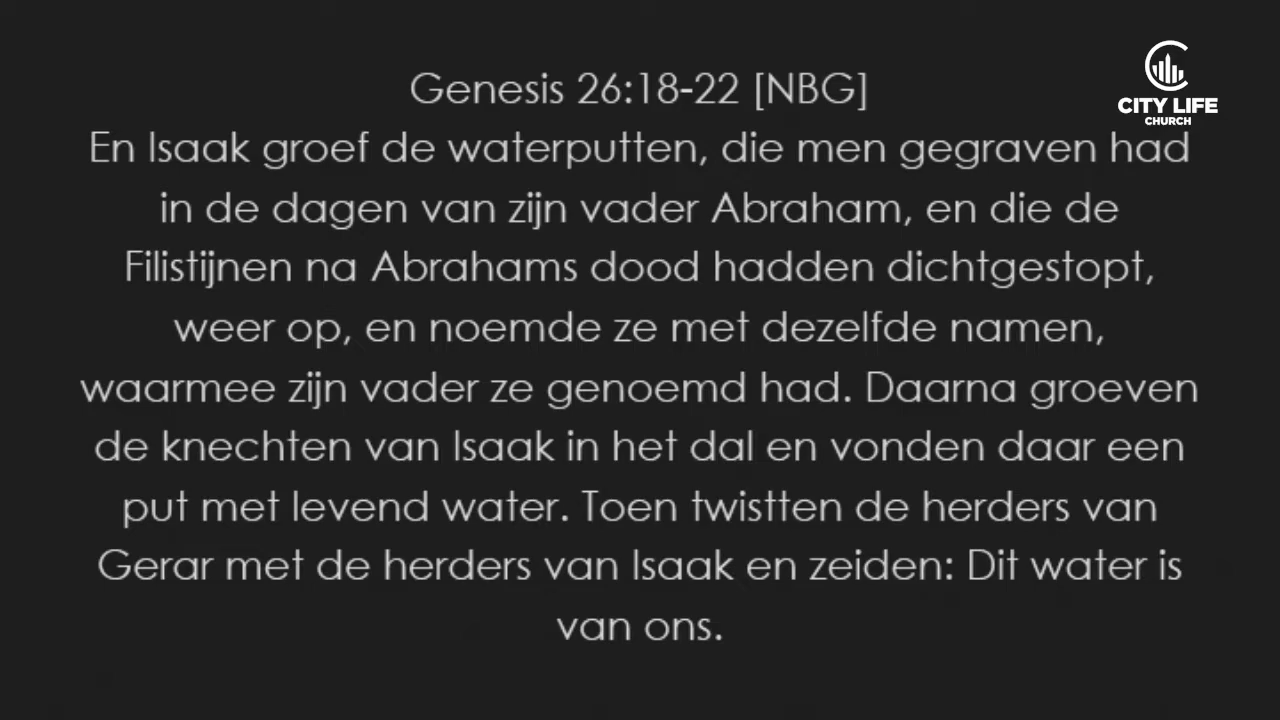 Genesis 26:18-22 [NBG]
En Isaak groef de waterputten, die men gegraven had
in de dagen van zijn vader Abraham, en die de
Filistijnen na Abrahams dood hadden dichtgestopt,
weer op, en noemde ze met dezelfde namen,
waarmee zijn vader ze genoemd had. Daarna groeven
de knechten van Isaak in het dal en vonden daar een
put met levend water. Toen twistten de herders van
Gerar met de herders van Isaak en zeiden: Dit water is
van ons.
CITY LIFE
CHURCH